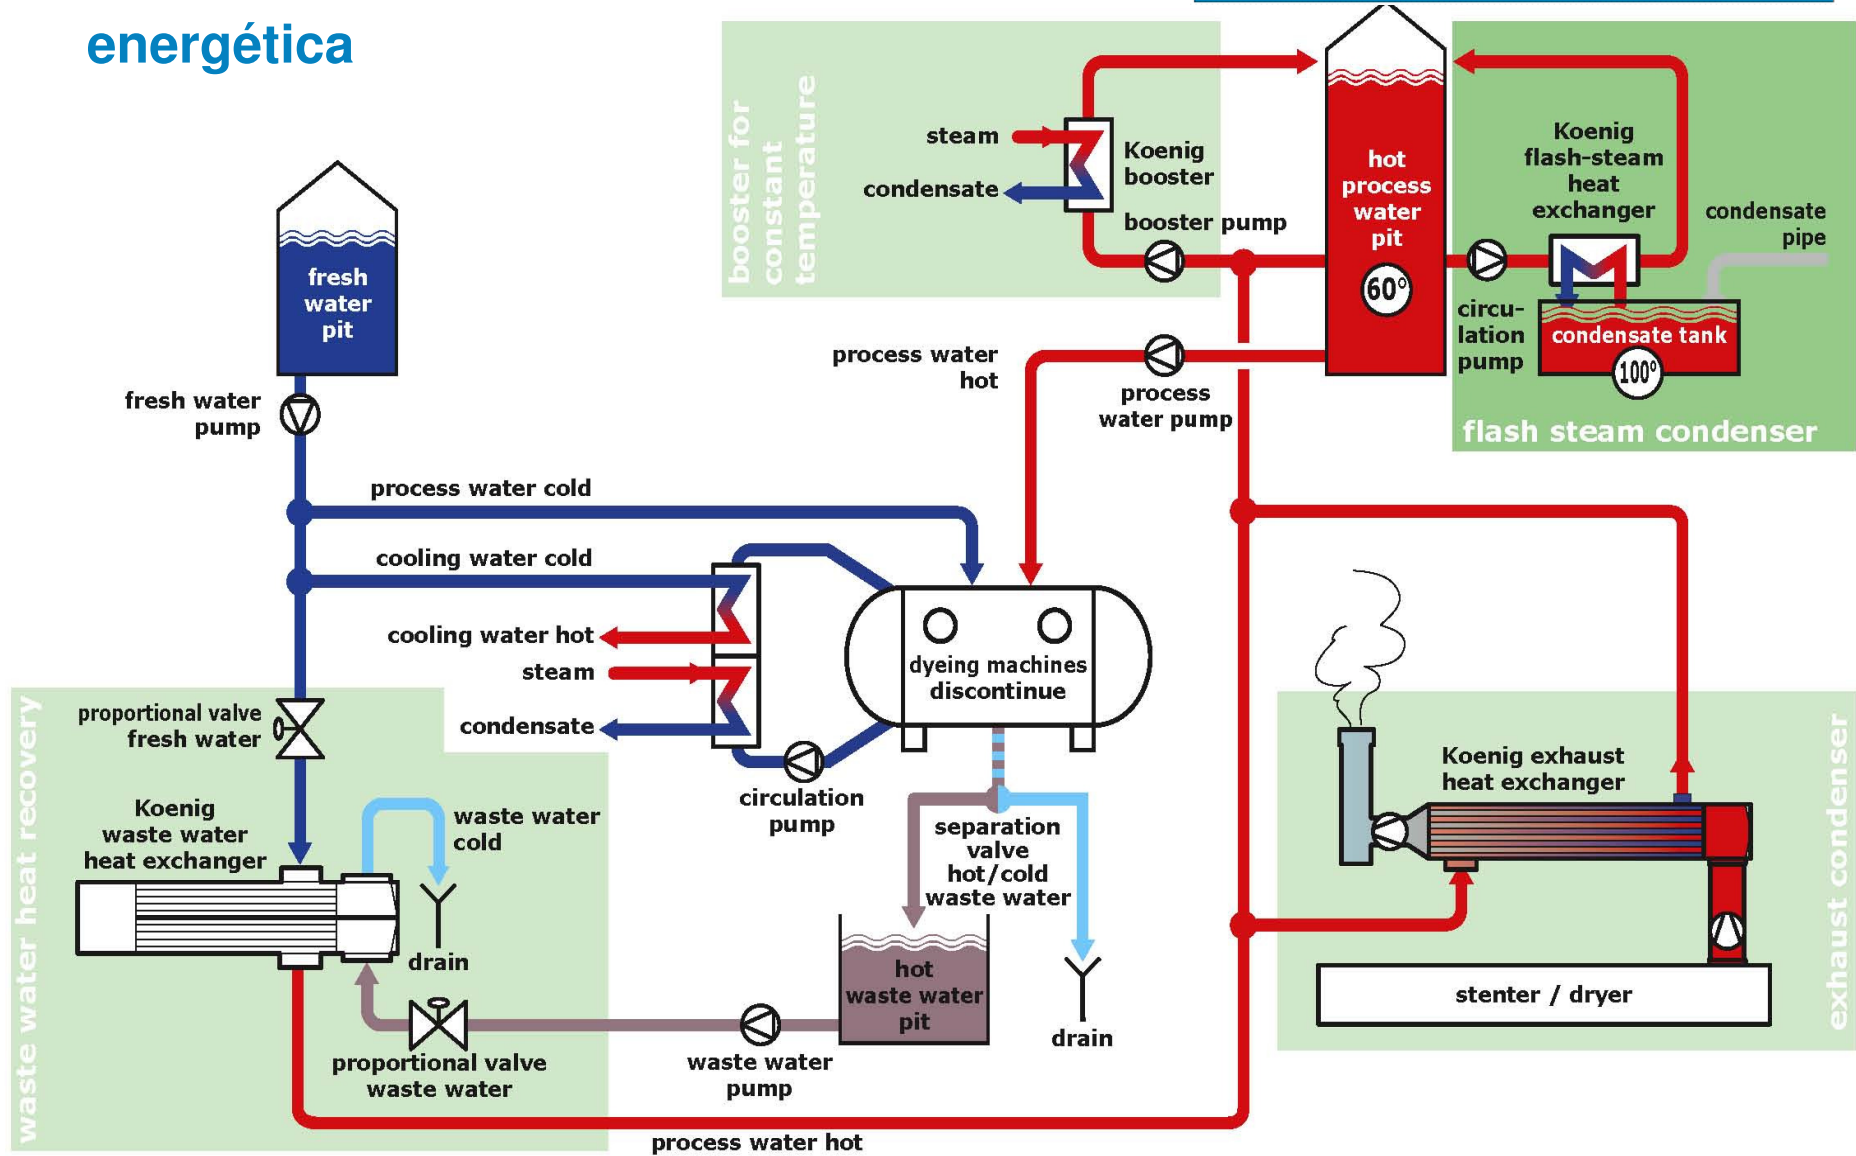 energética
booster for
constant
temperature
steam
condensate
Koenig
booster
booster pump
hot
process
water
pit
60°
Koenig
flash-steam
heat
exchanger
condensate
pipe
circu-
lation
pump
condensate tank
100°
flash steam condenser
fresh
water
pit
fresh water
pump
process water
hot
process
water pump
process water cold
cooling water cold
cooling water hot
steam
condensate
dyeing machines
discontinue
circulation
pump
separation
valve
hot/cold
waste water
waste water heat recovery
proportional valve
fresh water
Koenig
waste water
heat exchanger
waste water
cold
drain
proportional valve
waste water
waste water
pump
hot
waste water
pit
drain
process water hot
Koenig exhaust
heat exchanger
stenter / dryer
exhaust condenser